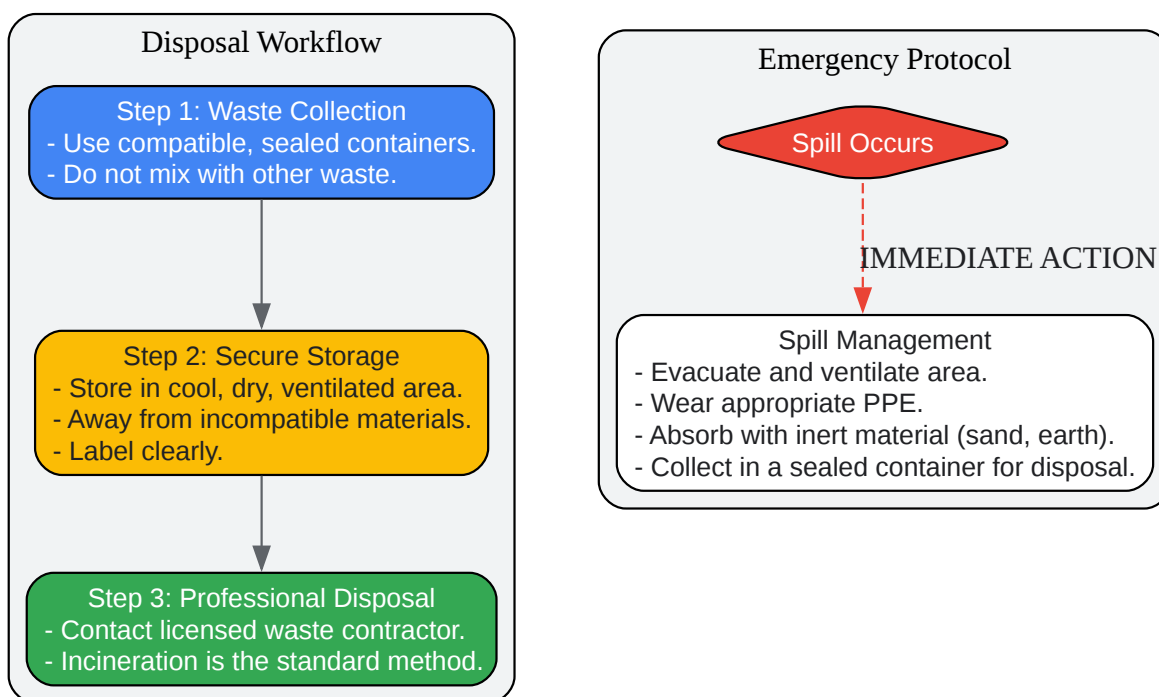 Disposal Workflow
Step 1: Waste Collection
- Use compatible, sealed containers.
- Do not mix with other waste.
Step 2: Secure Storage
- Store in cool, dry, ventilated area.
- Away from incompatible materials.
- Label clearly.
Step 3: Professional Disposal
- Contact licensed waste contractor.
- Incineration is the standard method.
Emergency Protocol
Spill Occurs
IMMEDIATE ACTION
Spill Management
- Evacuate and ventilate area.
- Wear appropriate PPE.
- Absorb with inert material (sand, earth).
- Collect in a sealed container for disposal.